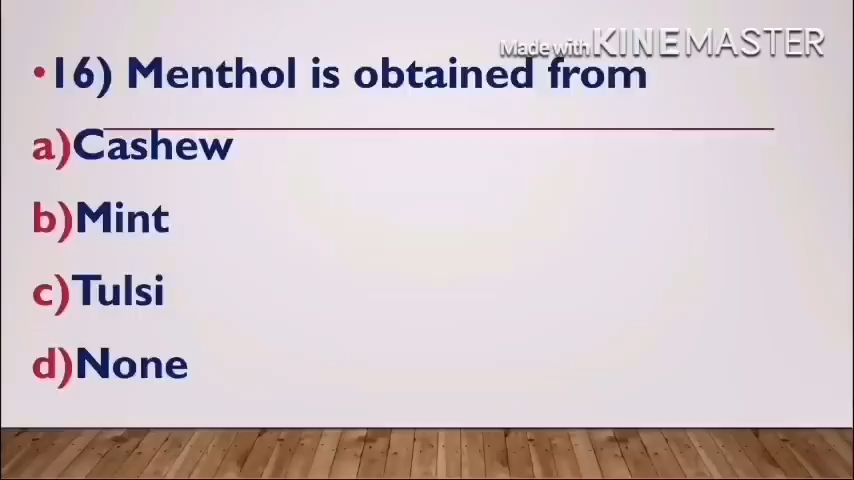 Made with KINEMASTER
•16) Menthol is obtained from
a)Cashew
b)Mint
c)Tulsi
d)None